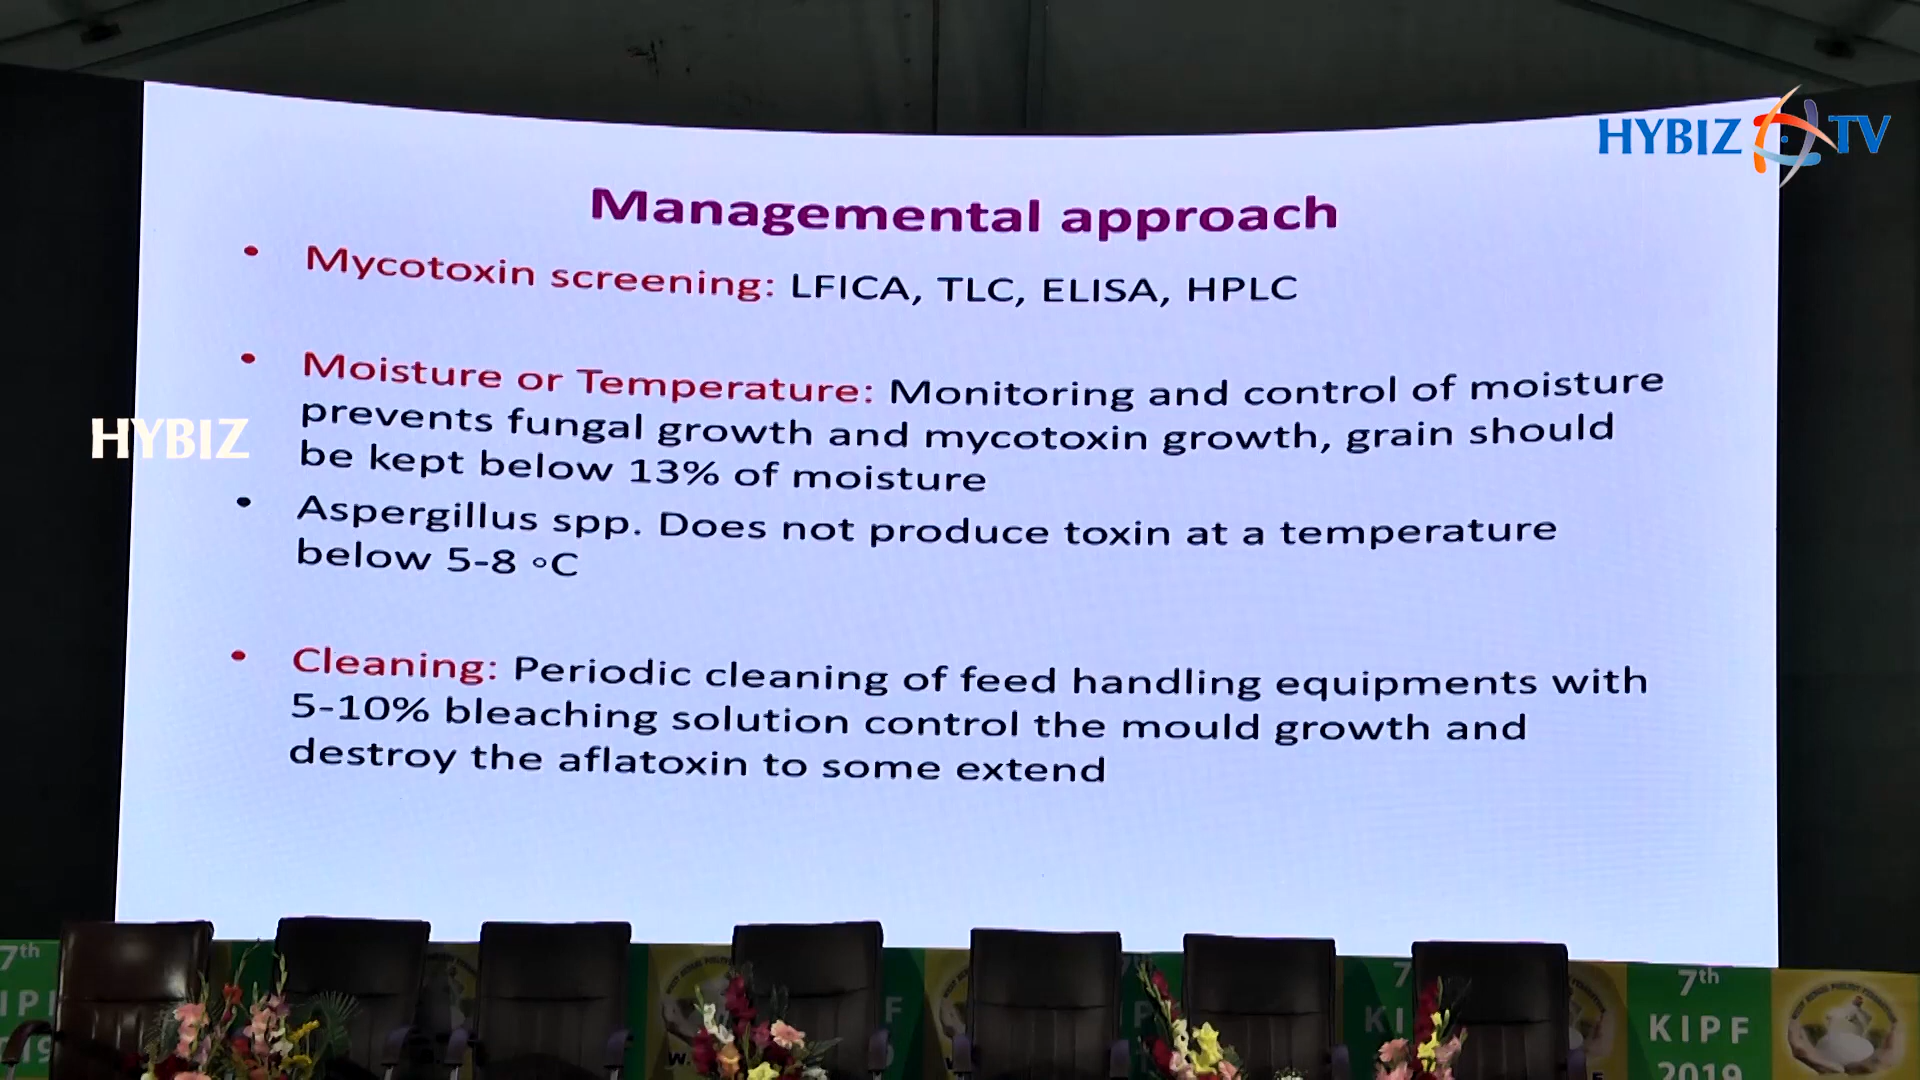 HYBIZ TV
Managemental approach
• Mycotoxin screening: LFICA, TLC, ELISA, HPLC
• Moisture or Temperature: Monitoring and control of moisture
prevents fungal growth and mycotoxin growth, grain should
be kept below 13% of moisture
• Aspergillus spp. Does not produce toxin at a temperature
below 5-8 °C
• Cleaning: Periodic cleaning of feed handling equipments with
5-10% bleaching solution control the mould growth and
destroy the aflatoxin to some extend
HYBIZ
7th
7th
KIPF
2019